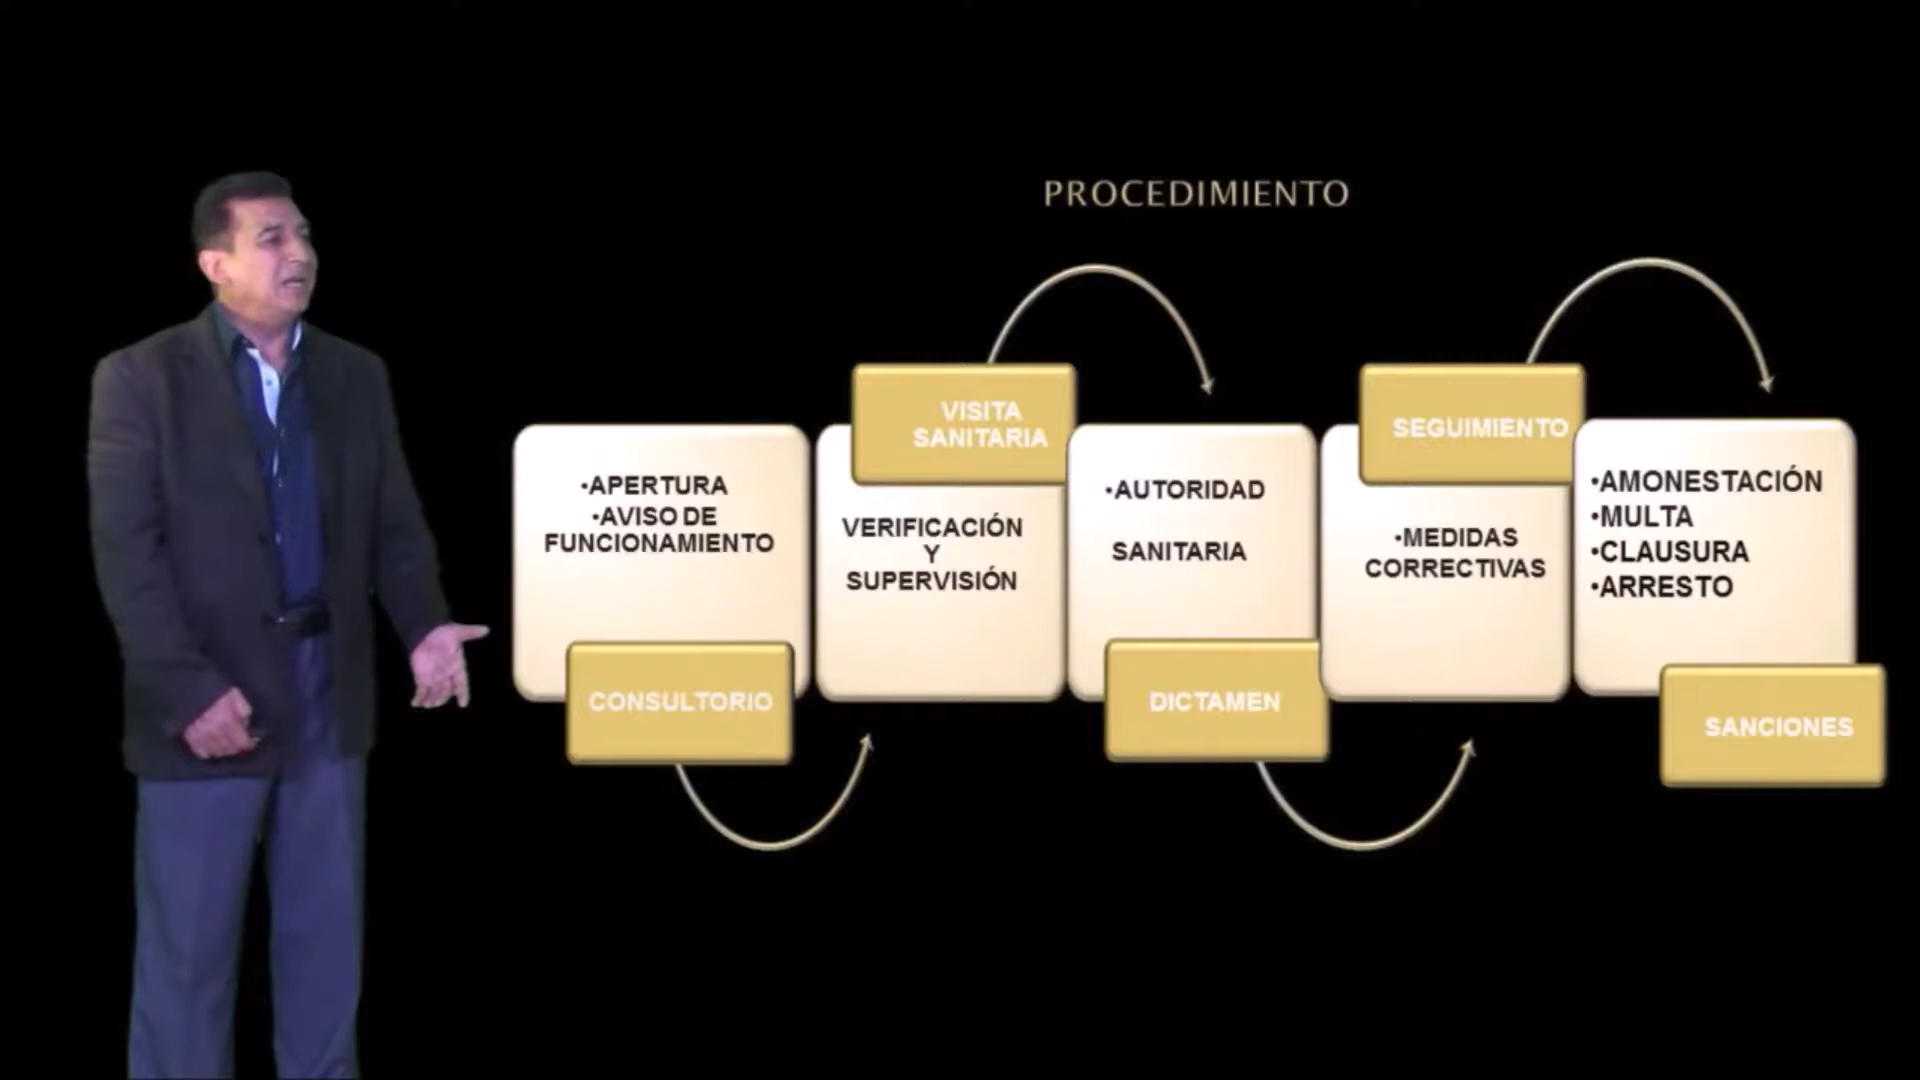 PROCEDIMIENTO
•APERTURA
•AVISO DE
FUNCIONAMIENTO
CONSULTORIO
VISITA
SANITARIA
VERIFICACIÓN
Y
SUPERVISIÓN
•AUTORIDAD
SANITARIA
DICTAMEN
SEGUIMIENTO
•MEDIDAS
CORRECTIVAS
•AMONESTACIÓN
•MULTA
•CLAUSURA
•ARRESTO
SANCIONES